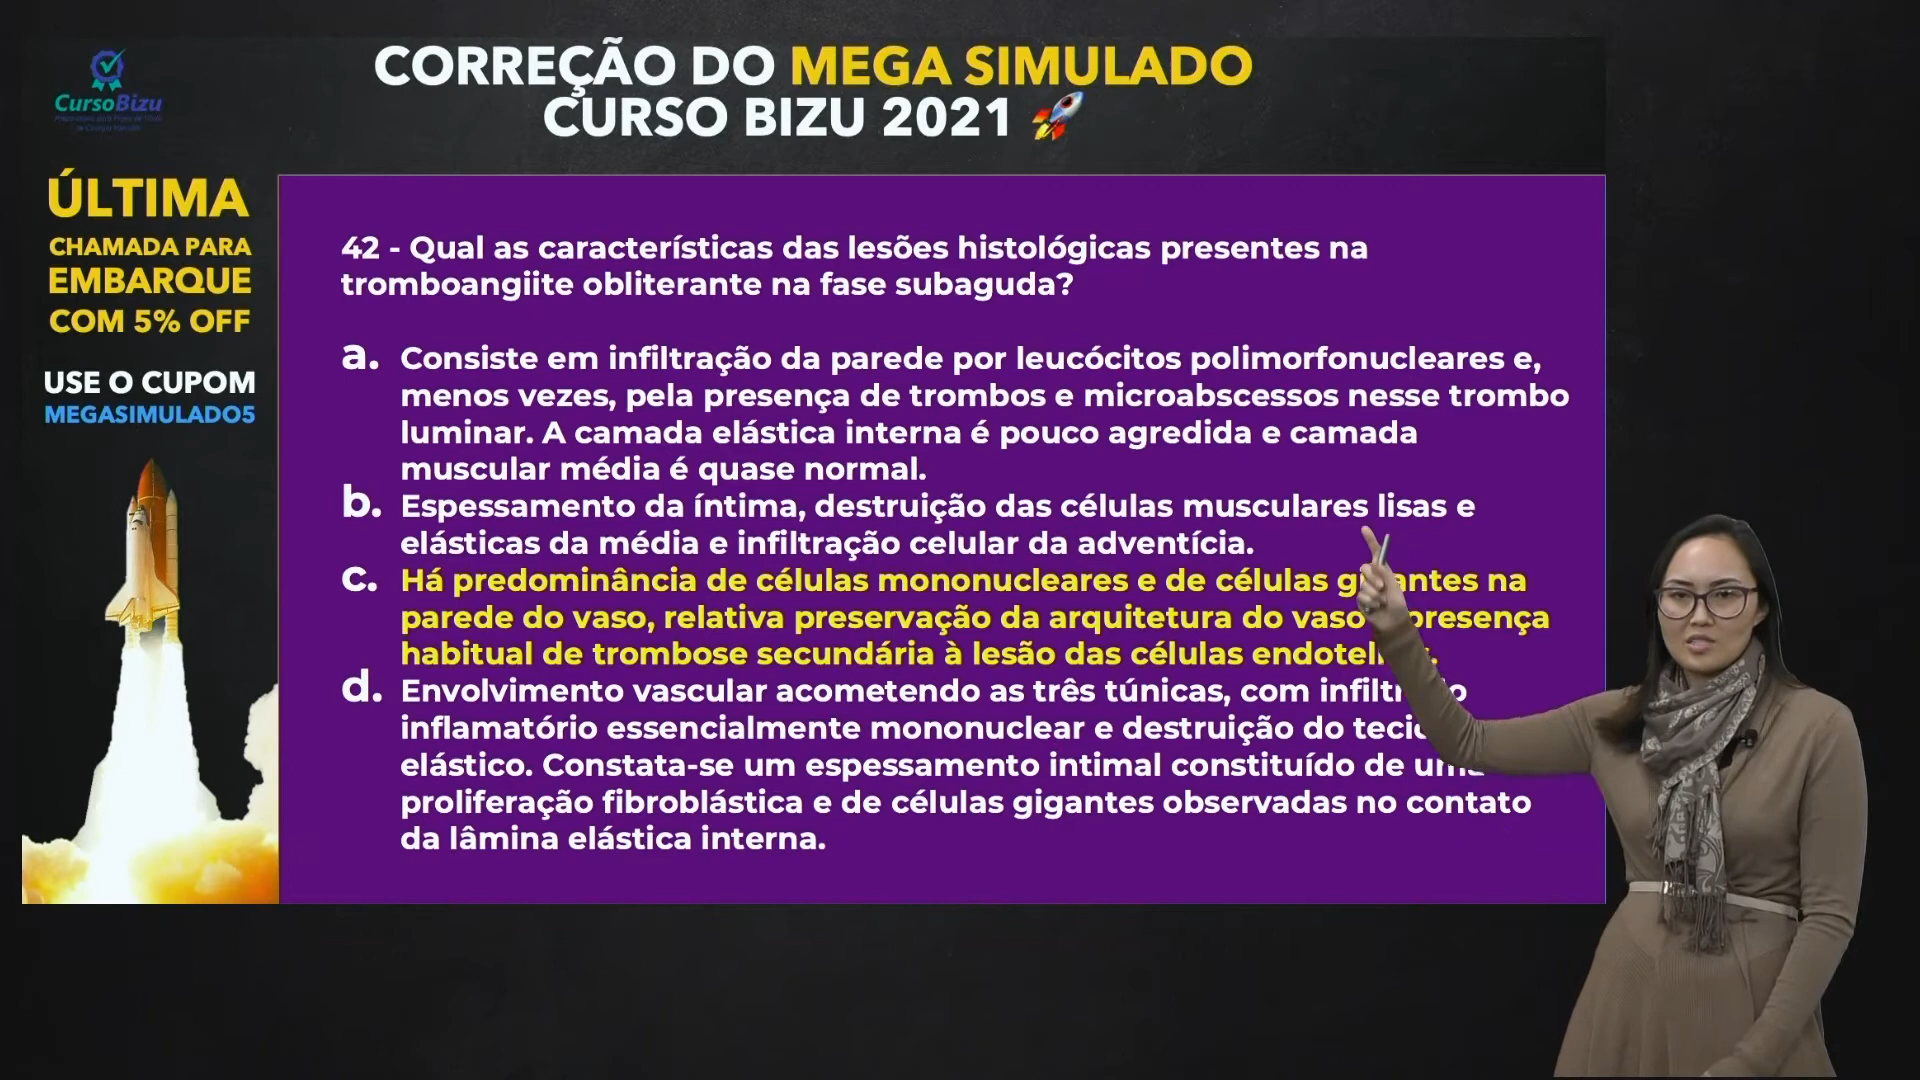 CORREÇÃO DO MEGA SIMULADO
CURSO BIZU 2021
CursoBizu
ÚLTIMA
CHAMADA PARA
EMBARQUE
COM 5% OFF
USE O CUPOM
MEGASIMULADO5
42 - Qual as características das lesões histológicas presentes na
tromboangiite obliterante na fase subaguda?
a. Consiste em infiltração da parede por leucócitos polimorfonucleares e,
menos vezes, pela presença de trombos e microabscessos nesse trombo
luminar. A camada elástica interna é pouco agredida e camada
muscular média é quase normal.
b. Espessamento da íntima, destruição das células musculares lisas e
elásticas da média e infiltração celular da adventícia.
c. Há predominância de células mononucleares e de células gigantes na
parede do vaso, relativa preservação da arquitetura do vaso presença
habitual de trombose secundária à lesão das células
d. Envolvimento vascular acometendo as três túnicas, com
inflamatório essencialmente mononuclear e destruição do
elástico. Constata-se um espessamento intimal constituído de uma
proliferação fibroblástica e de células gigantes observadas no contato
da lâmina elástica interna.